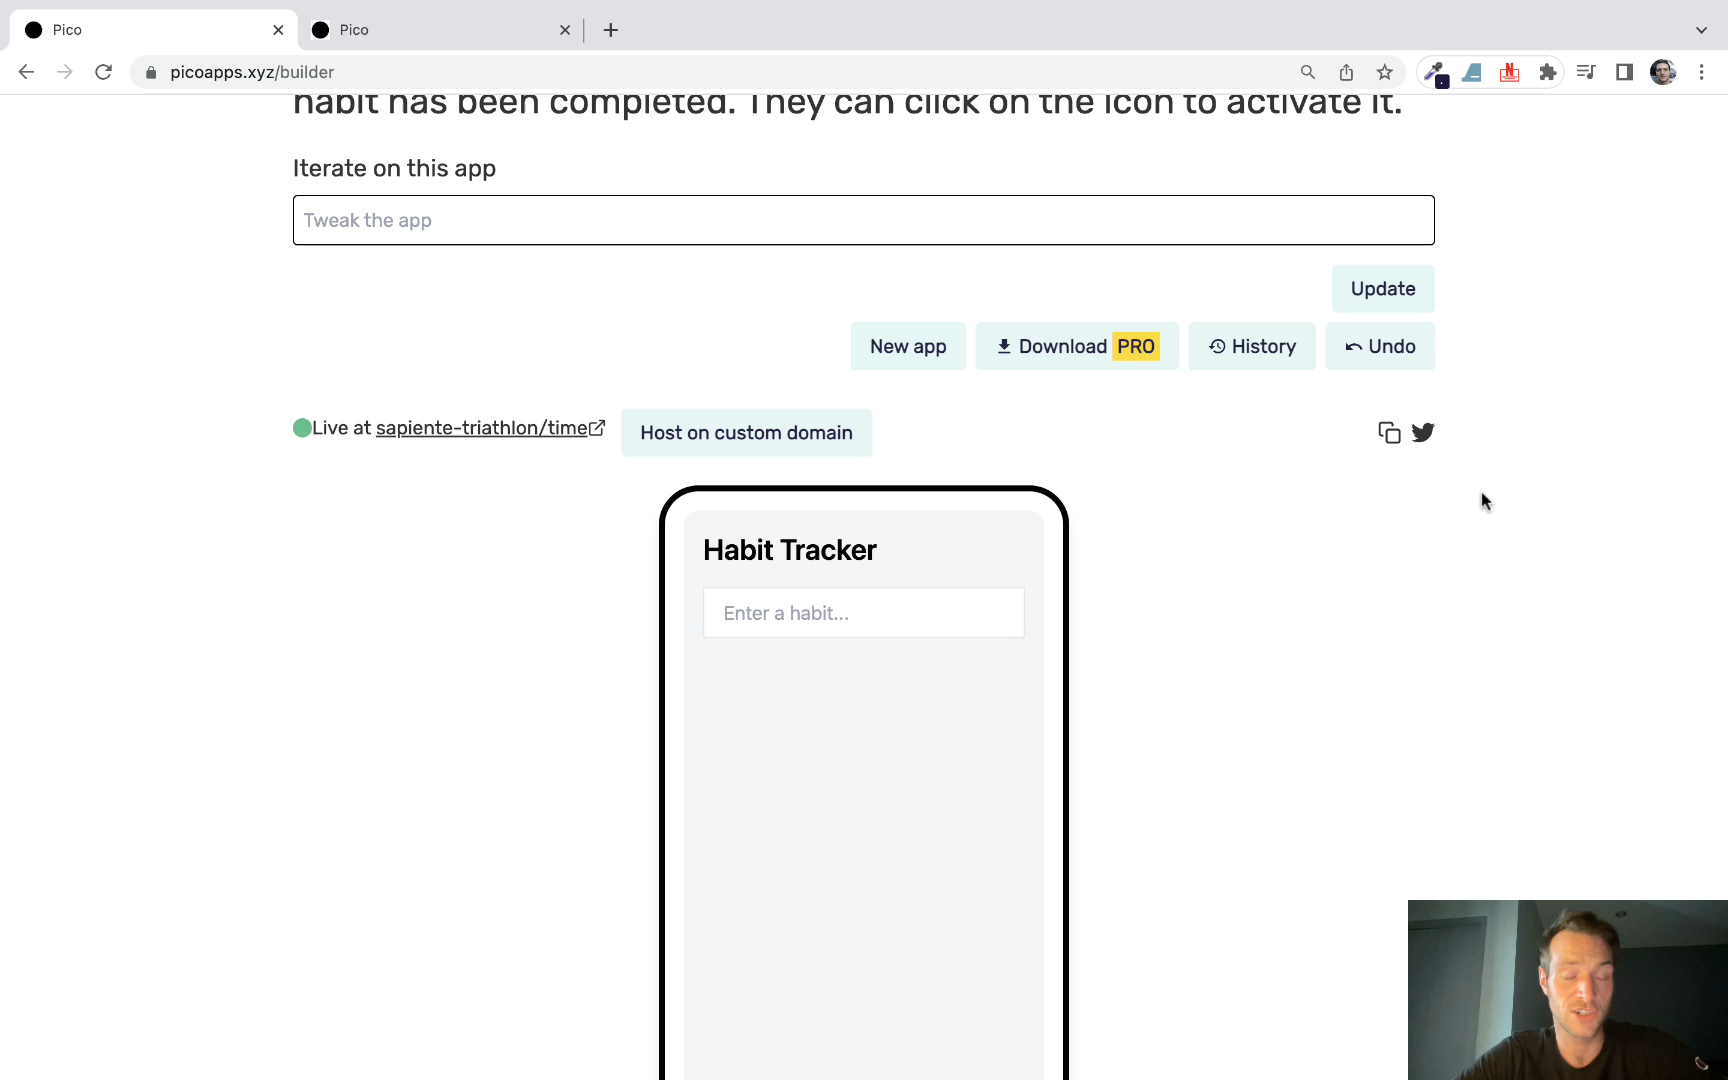 Pico
Pico
picoapps.xyz/builder
habit has been completed. They can click on the icon to activate it.
Iterate on this app
Tweak the app
Update
New app
Download PRO
History
Undo
Live at sapiente-triathlon/time
Host on custom domain
Habit Tracker
Enter a habit...